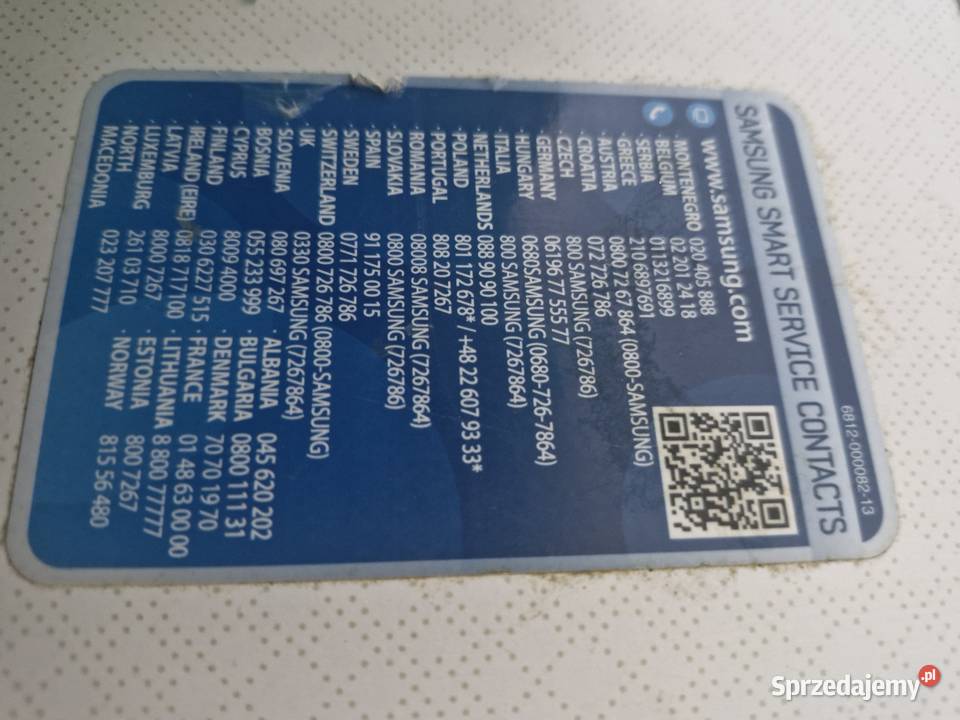 6812-000082-13
SAMSUNG SMART SERVICE CONTACTS
www.samsung.com
· MONTENEGRO 020 405 888
· BELGIUM 02 201 24 18
· SERBIA 0113216899
· GREECE 210 6897691
· AUSTRIA 0800 72 67 864 (0800-SAMSUNG)
· CROATIA 072 726 786
· CZECH 800 SAMSUNG (726786)
· GERMANY 06196 77 555 77
· HUNGARY 0680SAMSUNG (0680-726-7864)
· ITALIA 800 SAMSUNG (7267864)
· NETHERLANDS 088 90 90 100
· POLAND 801 172 678* / +48 22 607 93 33*
· PORTUGAL 808 20 7267
· ROMANIA 08008 SAMSUNG (7267864)
· SLOVAKIA 0800 SAMSUNG (726786)
· SPAIN 91 175 00 15
· SWEDEN 0771 726 786
· SWITZERLAND 0800 726 786 (0800-SAMSUNG)
· UK 0330 SAMSUNG (7267864)
· SLOVENIA 080 697 267
· BOSNA 055 233 999
· CYPRIS 8009 4000
· FINLAND 030 6227 515
· IRELAND (EIRE) 0818 717100
· LATVIA 8000 7267
· LUXEMBURG 261 03 710
· NORTH MACEDONIA 023 207 777
· ALBANIA 045 620 202
· BULGARIA 0800 111 31
· DENMARK 70 70 19 70
· FRANCE 01 48 63 00 00
· LITHUANIA 8 800 77777
· ESTONIA 800 7267
· NORWAY 815 56 480
Sprzedajemy.pl